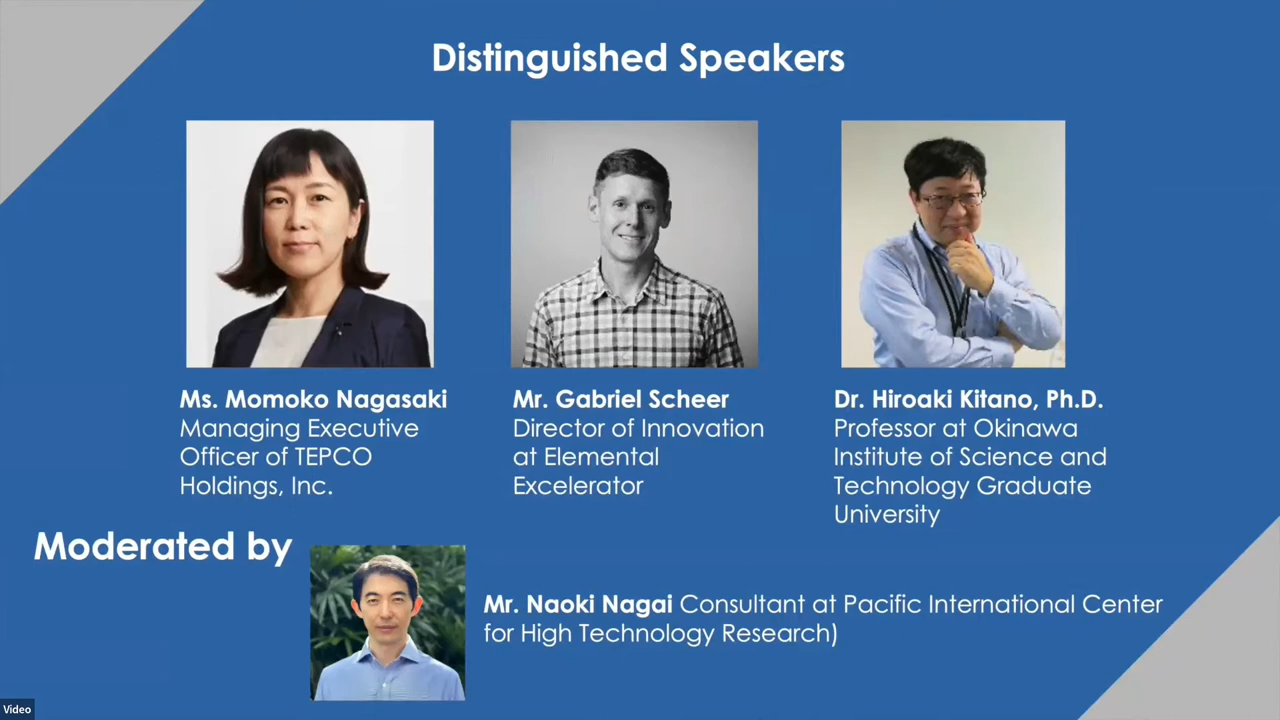 Distinguished Speakers
Ms. Momoko Nagasaki
Managing Executive
Officer of TEPCO
Holdings, Inc.
Mr. Gabriel Scheer
Director of Innovation
at Elemental
Excelerator
Dr. Hiroaki Kitano, Ph.D.
Professor at Okinawa
Institute of Science and
Technology Graduate
University
Moderated by
Mr. Naoki Nagai Consultant at Pacific International Center
for High Technology Research)
Video